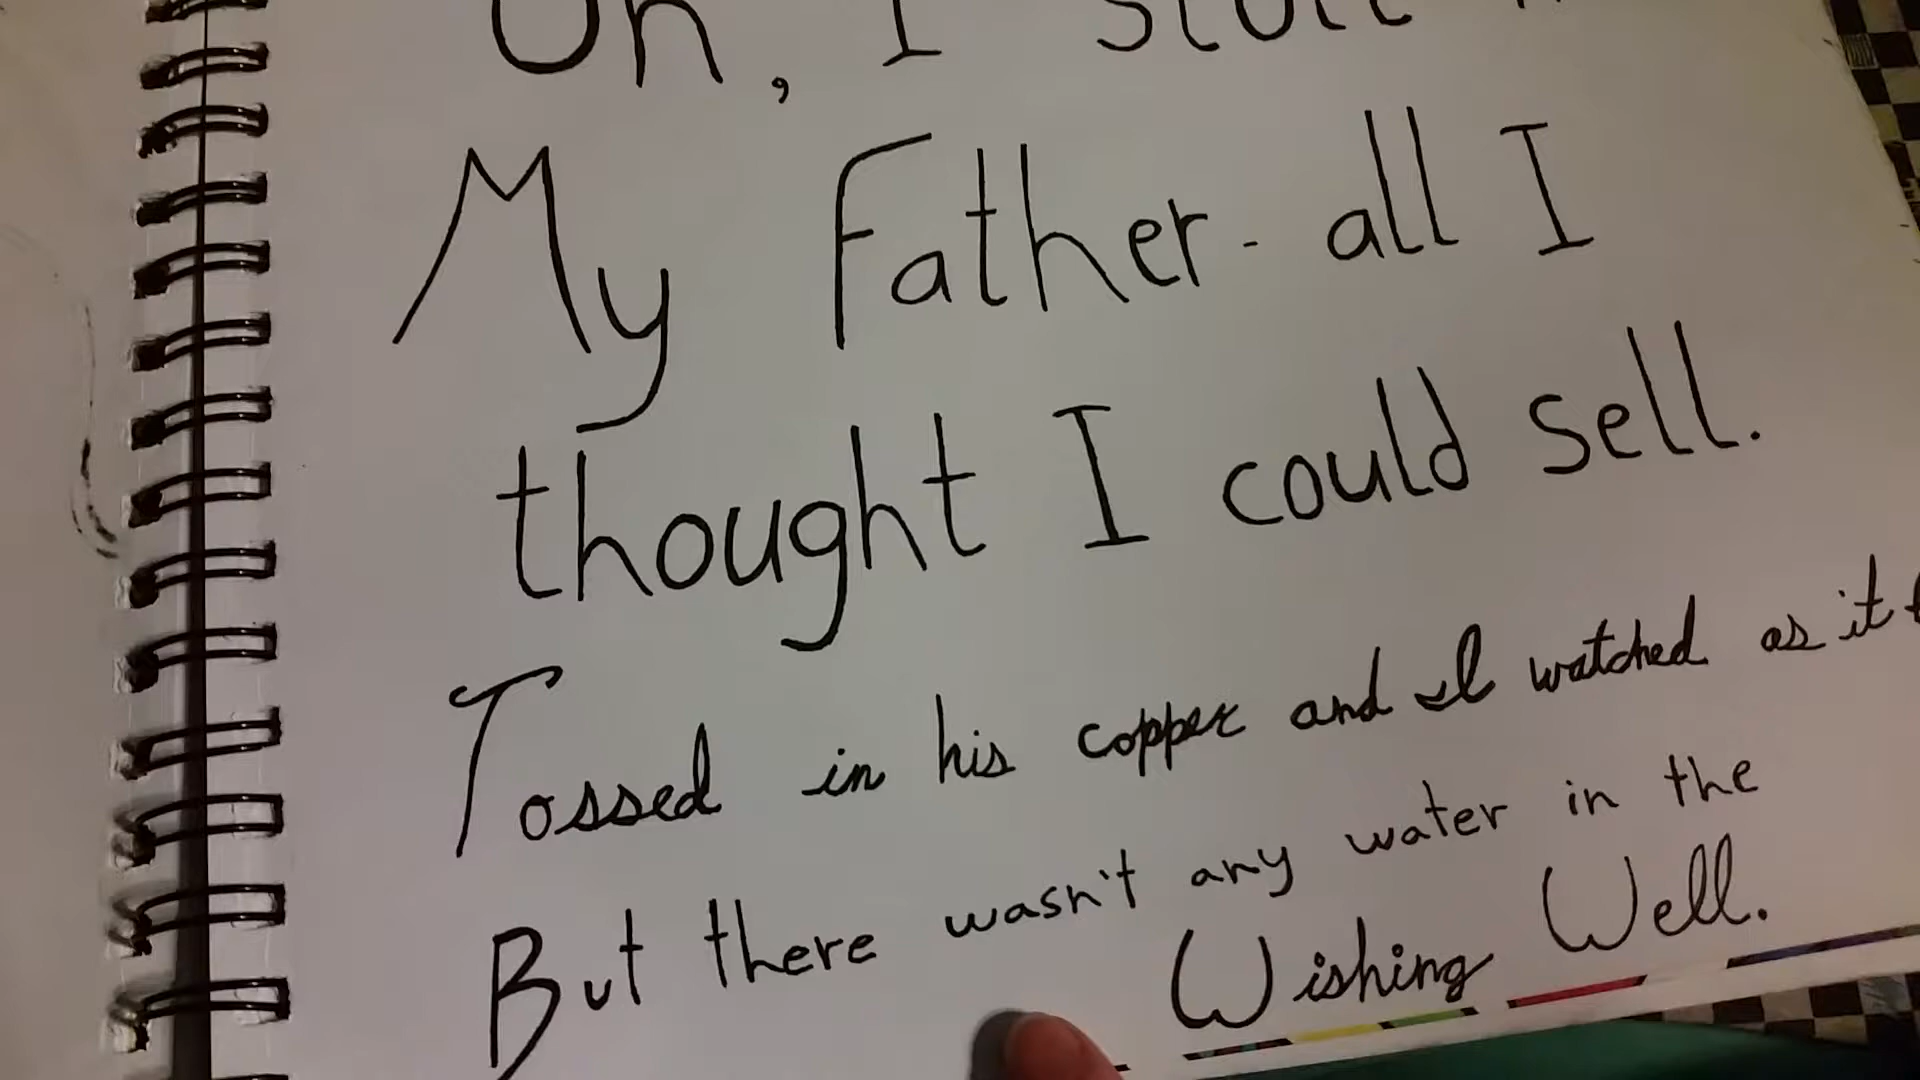 Oh, I
My Father - all I
thought I could sell.
Tossed in his copper and I watched as it
But there wasn't any water in the
Wishing Well.